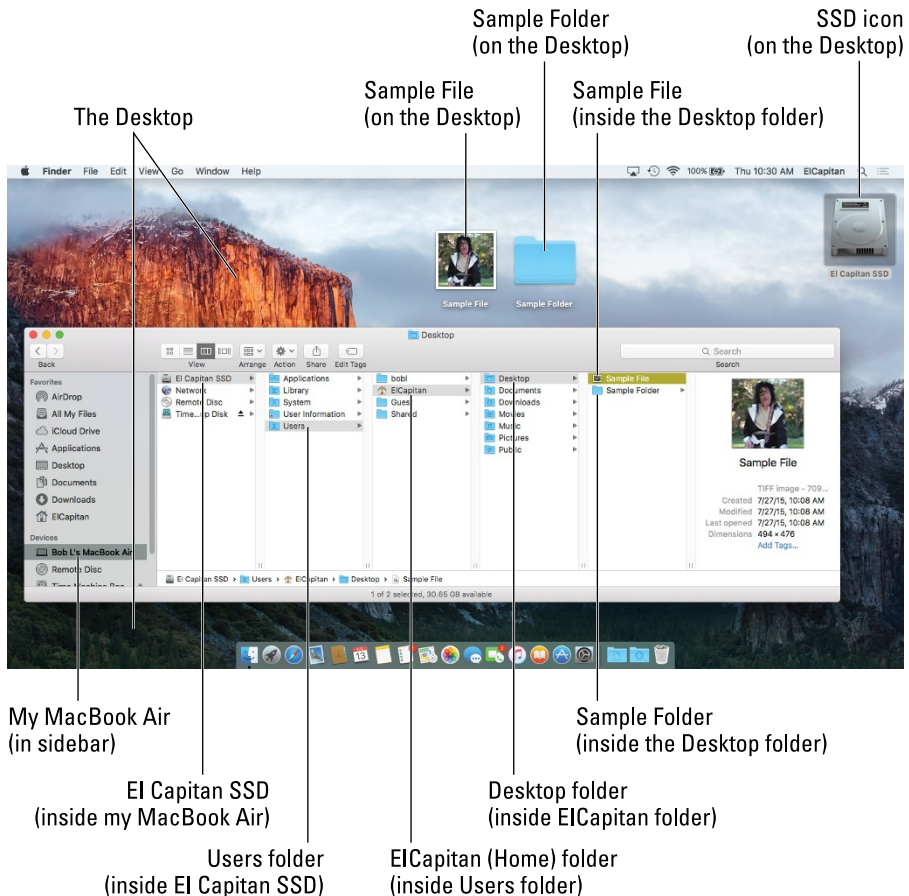 Sample Folder
(on the Desktop)
SSD icon
(on the Desktop)
Sample File
(on the Desktop)
Sample File
(inside the Desktop folder)
The Desktop
Finder File Edit View Go Window Help
100% Thu 10:30 AM ElCapitan
El Capitan SSD
Sample File
Sample Folder
Desktop
Back
View Arrange Action Share Edit Tags
Search
Search
Favorites
AirDrop
All My Files
iCloud Drive
Applications
Desktop
Documents
Downloads
ElCapitan
Devices
Bob L's MacBook Air
Remote Disc
El Capitan SSD
Network
Remote Disc
Time...up Disk
Applications
Library
System
User Information
Users
bobl
ElCapitan
Guest
Shared
Desktop
Documents
Downloads
Movies
Music
Pictures
Public
Sample File
Sample Folder
Sample File
TIFF image - 709...
Created 7/27/15, 10:08 AM
Modified 7/27/15, 10:08 AM
Last opened 7/27/15, 10:08 AM
Dimensions 494 × 476
Add Tags...
El Capitan SSD › Users › ElCapitan › Desktop › Sample File
1 of 2 selected, 30.65 GB available
13
My MacBook Air
(in sidebar)
Sample Folder
(inside the Desktop folder)
El Capitan SSD
(inside my MacBook Air)
Desktop folder
(inside ElCapitan folder)
Users folder
(inside El Capitan SSD)
ElCapitan (Home) folder
(inside Users folder)